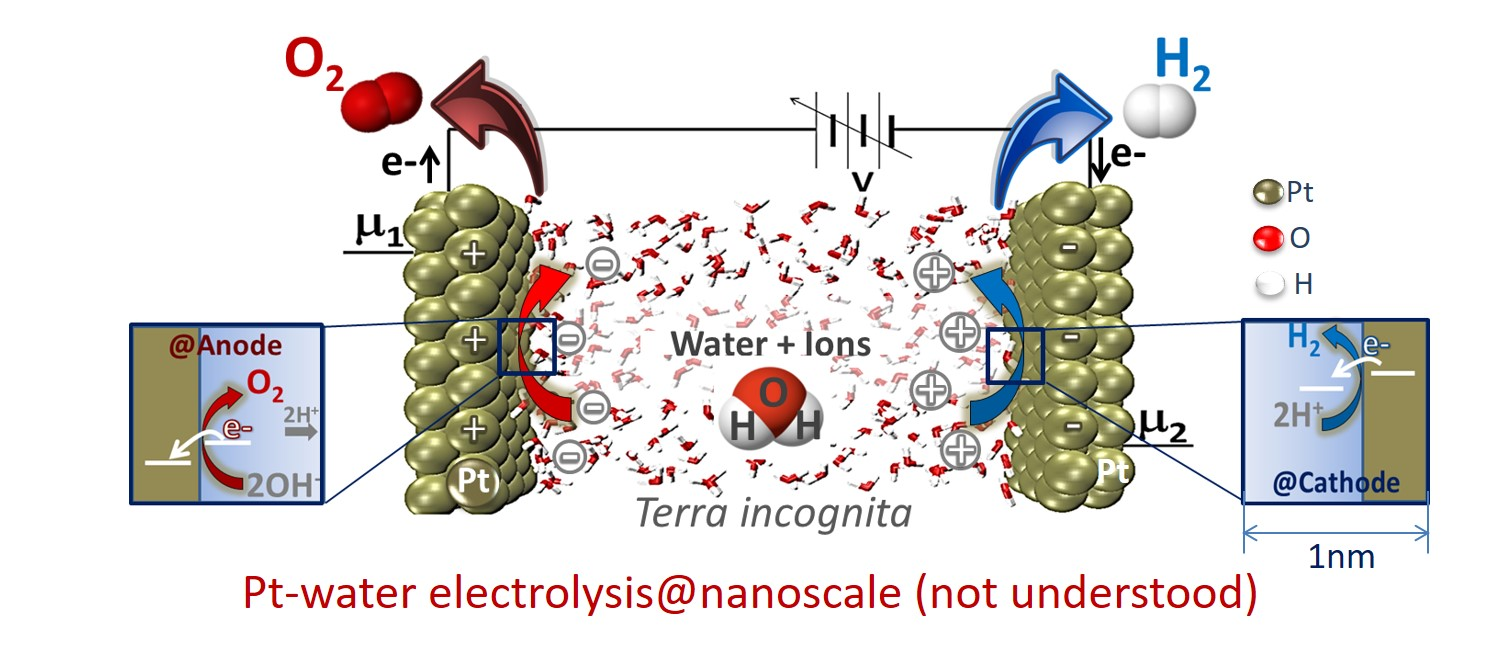 O2
H2
e-
e-
V
μ1
+
-
Pt
O
H
@Anode
O2
2H+
e-
2OH-
+
+
+
Pt
Water + Ions
O
H H
-
-
-
μ2
Pt
H2
e-
2H+
@Cathode
1nm
Terra incognita
Pt-water electrolysis@nanoscale (not understood)